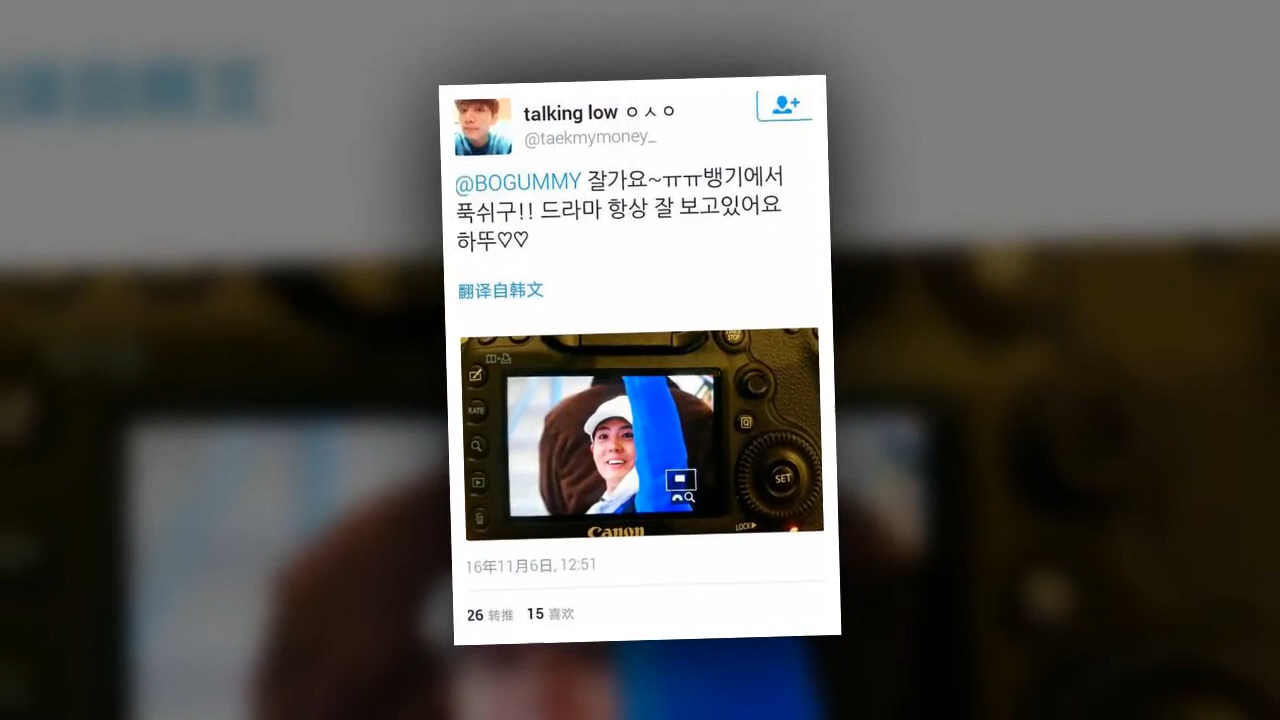 talking low ㅇㅅㅇ
@taekmymoney_
@BOGUMMY 잘가요~ㅠㅠ뱅기에서
푹쉬구!! 드라마 항상 잘 보고있어요
하뚜♡♡
翻译自韩文
STOP
RATE
SET
Canon
LOCK▶
16年11月6日, 12:51
26 转推 15 喜欢